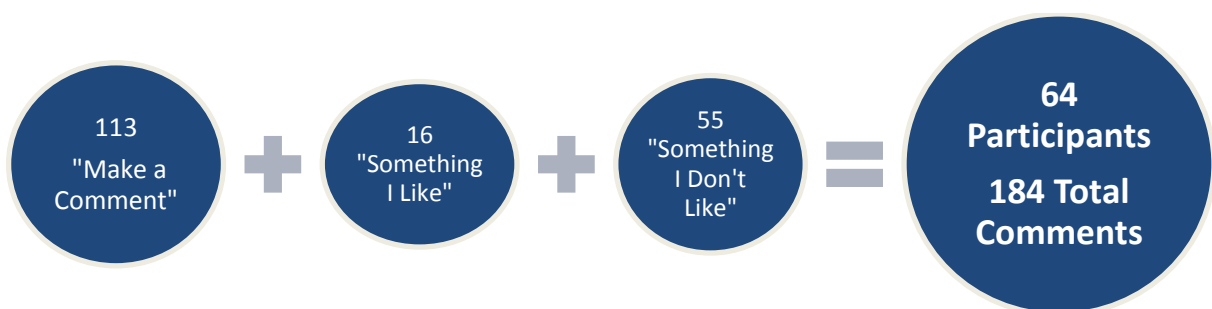 113
"Make a
Comment"
16
"Something
I Like"
55
"Something
I Don't
Like"
64
Participants
184 Total
Comments